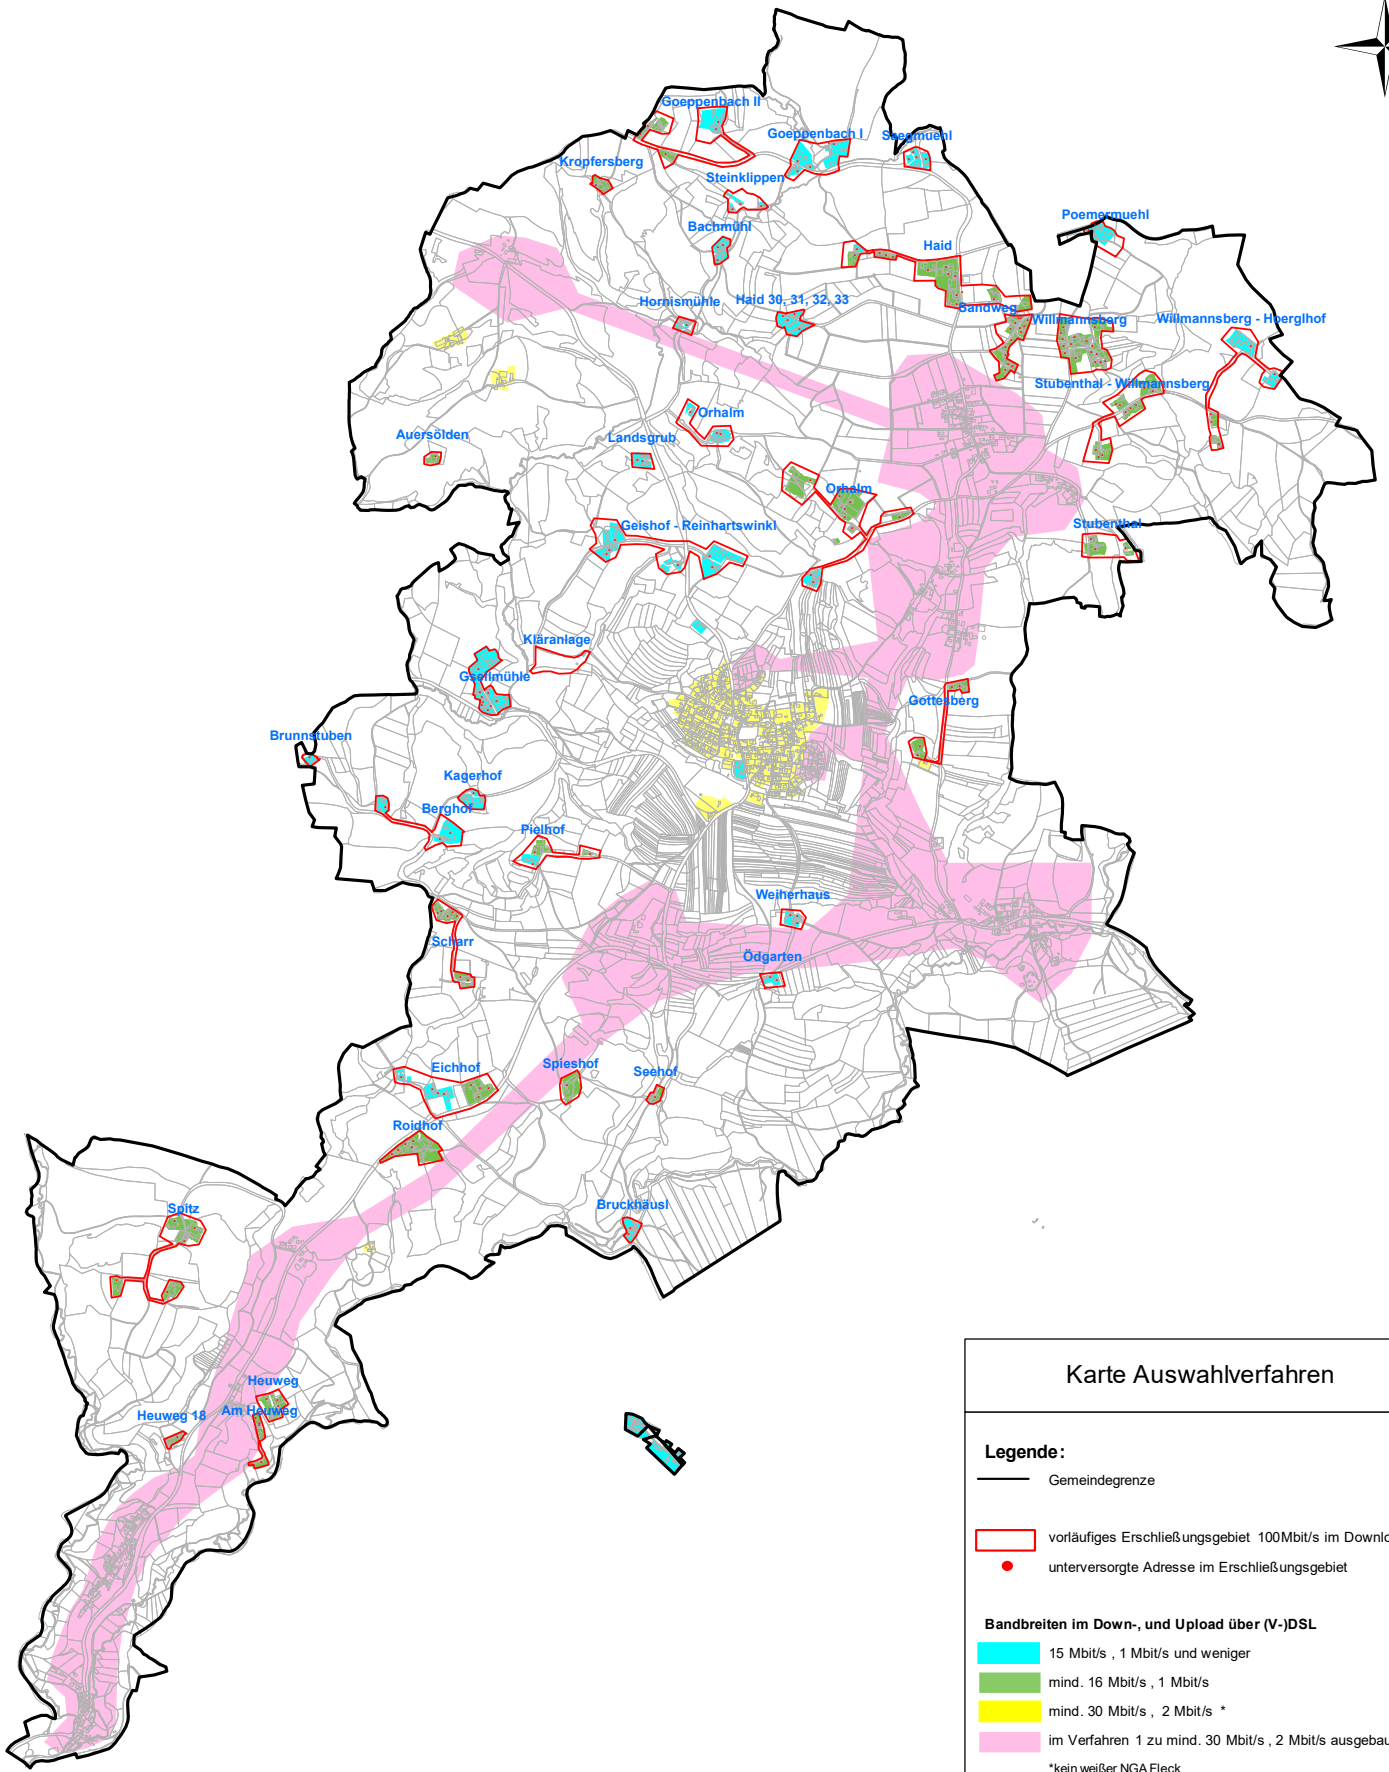 Goeppenbach II
Goeppenbach I
Saegmuehl
Kropfersberg
Steinklippen
Poemermuehl
Bachmühl
Haid
Hornismühle
Haid 30, 31, 32, 33
Sandweg
Willmannsberg
Willmannsberg - Hoerglhof
Stubenthal - Willmannsberg
Orhalm
Auersölden
Landsgrub
Orhalm
Geishof - Reinhartswinkl
Stubenthal
Kläranlage
Gsellmühle
Gottesberg
Brunnstuben
Kagerhof
Berghof
Pielhof
Weiherhaus
Scharr
Ödgarten
Eichhof
Spieshof
Seehof
Roidhof
Spitz
Bruckhäusl
Heuweg
Heuweg 18
Am Heuweg
Karte Auswahlverfahren
Legende:
Gemeindegrenze
vorläufiges Erschließungsgebiet 100Mbit/s im Downlo
unterversorgte Adresse im Erschließungsgebiet
Bandbreiten im Down-, und Upload über (V-)DSL
15 Mbit/s , 1 Mbit/s und weniger
mind. 16 Mbit/s , 1 Mbit/s
mind. 30 Mbit/s , 2 Mbit/s *
im Verfahren 1 zu mind. 30 Mbit/s , 2 Mbit/s ausgebau
*kein weißer NGA Fleck